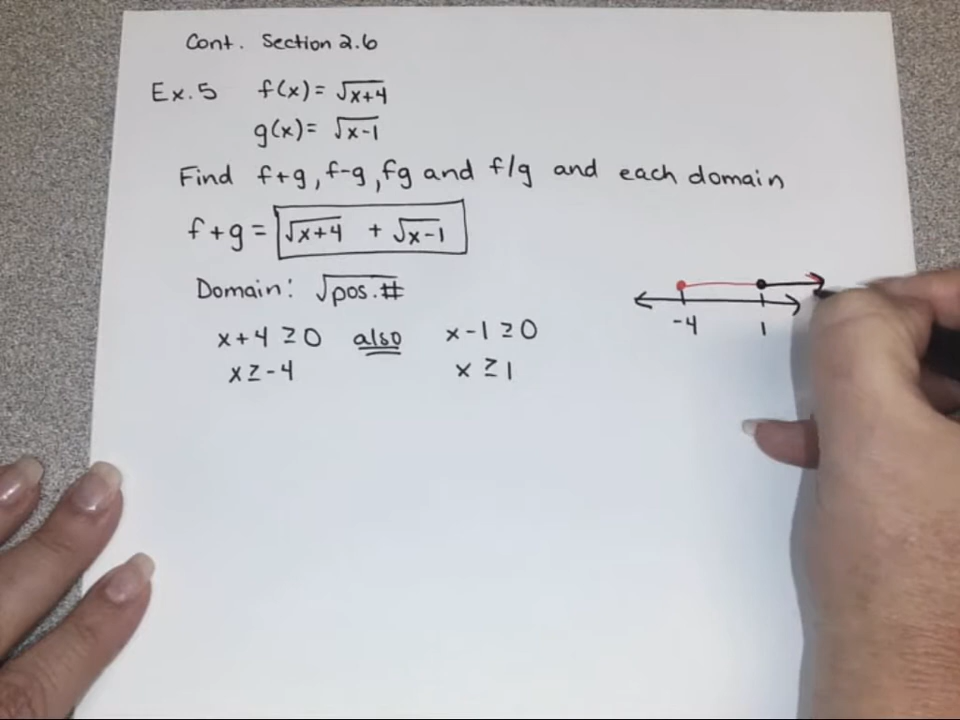 Cont. Section 2.6
Ex.5 f(x) = √x+4
g(x) = √x-1
Find f+g, f-g, fg and f/g and each domain
f+g = √x+4 + √x-1
Domain: √pos.#
x+4 ≥0 also x-1 ≥0
x≥-4 x ≥1
-4 1